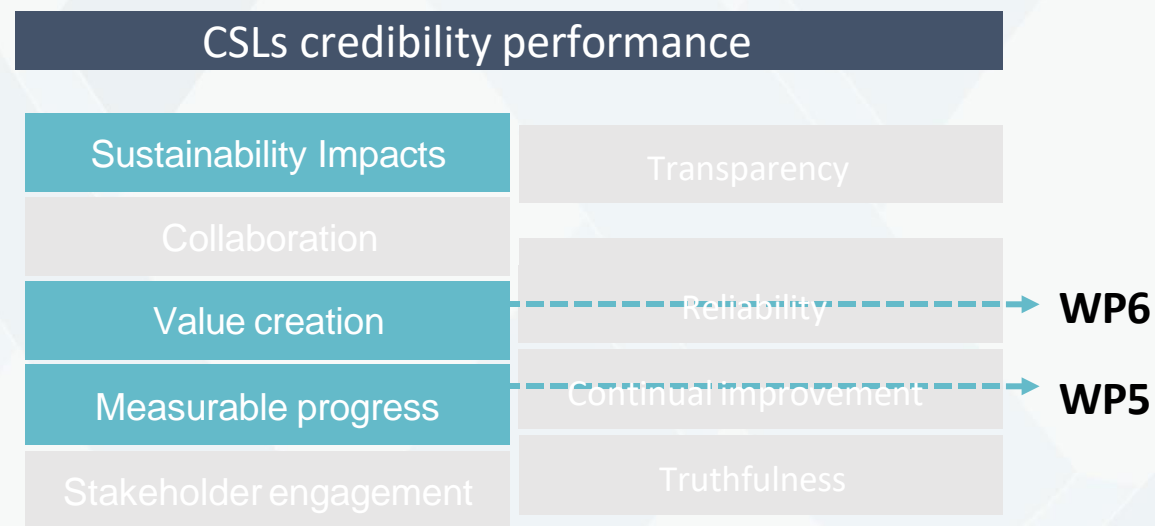 CSLs credibility performance
Sustainability Impacts
Transparency
Collaboration
Value creation
Reliability
WP6
Measurable progress
Continual improvement
WP5
Stakeholder engagement
Truthfulness